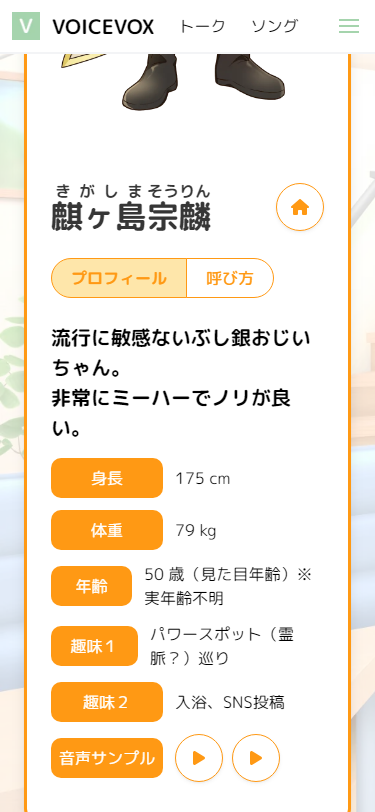 V VOICEVOX トーク ソング
きがしまそうりん
麒ヶ島宗麟
プロフィール 呼び方
流行に敏感ないぶし銀おじい
ちゃん。
非常にミーハーでノリが良
い。
身長 175 cm
体重 79 kg
年齢 50 歳（見た目年齢）※
実年齢不明
趣味１ パワースポット（霊
脈？）巡り
趣味２ 入浴、SNS投稿
音声サンプル